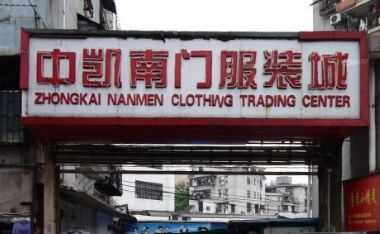 中凯南门服装城
ZHONGKAI NANMEN CLOTHING TRADING CENTER